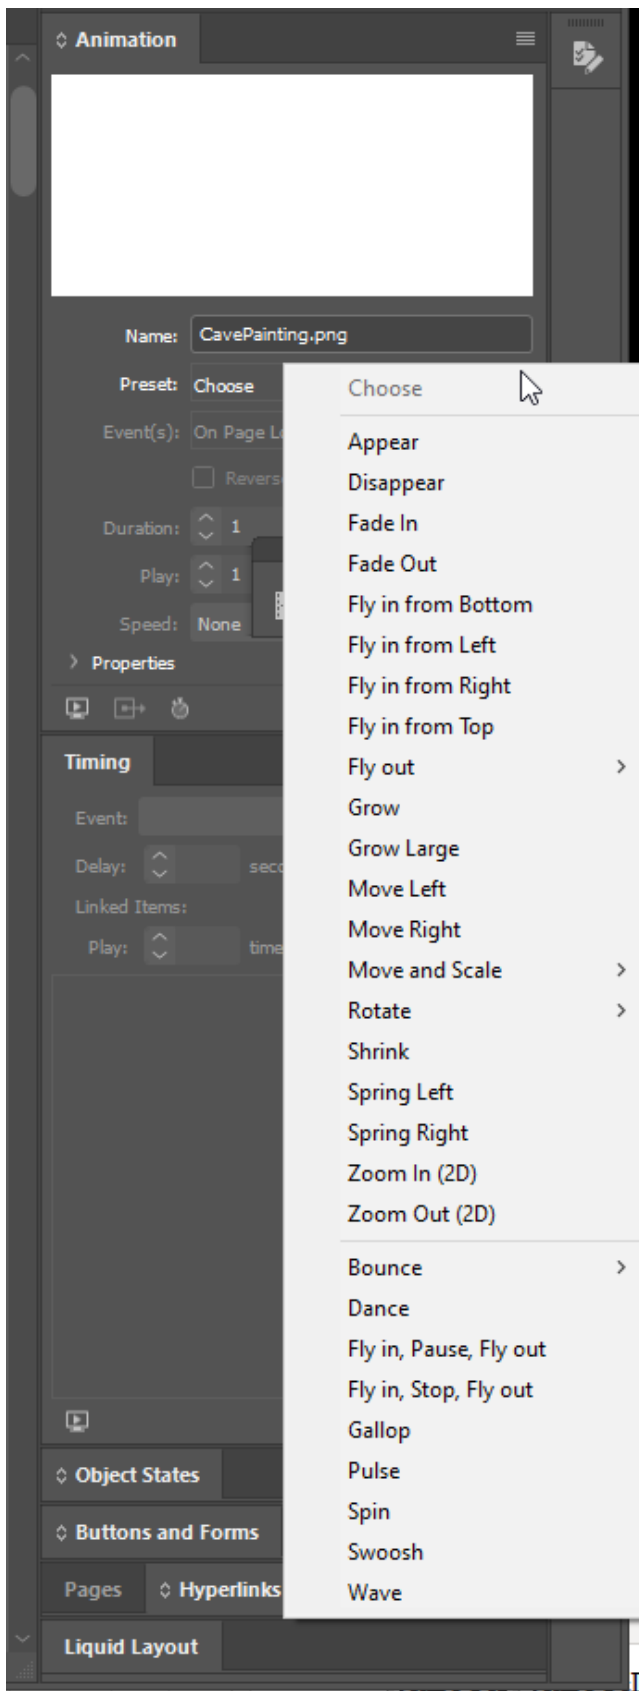 Animation
Name: CavePainting.png
Preset: Choose
Event(s): On Page Lo
Revers
Duration: 1
Play: 1
Speed: None
Properties
Timing
Event:
Delay: seco
Linked Items:
Play: time
Object States
Buttons and Forms
Pages Hyperlinks
Liquid Layout
Choose
Appear
Disappear
Fade In
Fade Out
Fly in from Bottom
Fly in from Left
Fly in from Right
Fly in from Top
Fly out
Grow
Grow Large
Move Left
Move Right
Move and Scale
Rotate
Shrink
Spring Left
Spring Right
Zoom In (2D)
Zoom Out (2D)
Bounce
Dance
Fly in, Pause, Fly out
Fly in, Stop, Fly out
Gallop
Pulse
Spin
Swoosh
Wave